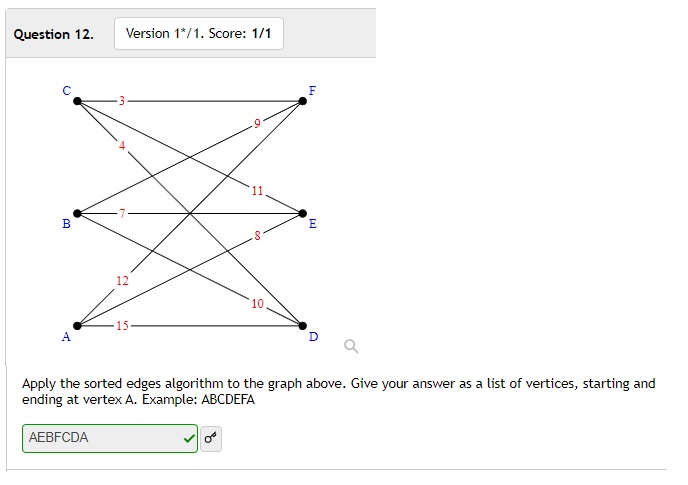 Question 12. Version 1*/1. Score: 1/1
C 3 F
9
4
11
B 7 E
8
12
10
A 15 D
Apply the sorted edges algorithm to the graph above. Give your answer as a list of vertices, starting and
ending at vertex A. Example: ABCDEFA
AEBFCDA